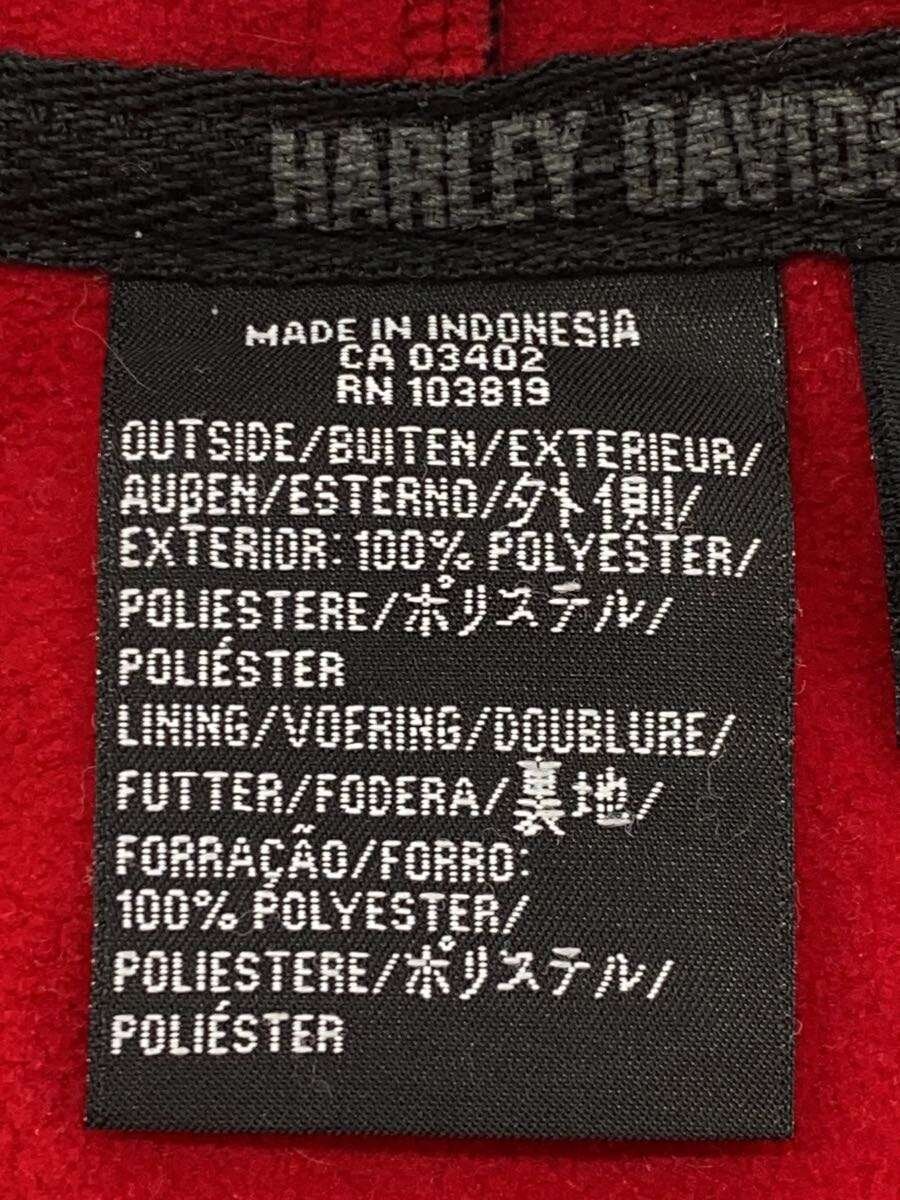 HARLEY-DAVIDS
MADE IN INDONESIA
CA 03402
RN 103819
OUTSIDE/BUITEN/EXTERIEUR/
AUßEN/ESTERNO/外側/
EXTERIOR: 100% POLYESTER/
POLIESTERE/ポリステル/
POLIÉSTER
LINING/VOERING/DOUBLURE/
FUTTER/FODERA/裏地/
FORRAÇÃO/FORRO:
100% POLYESTER/
POLIESTERE/ポリステル/
POLIÉSTER